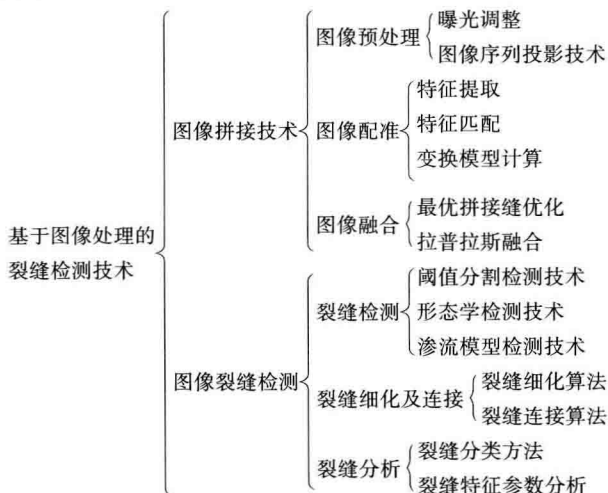 基于图像处理的
裂缝检测技术
图像拼接技术
图像预处理
曝光调整
图像序列投影技术
图像配准
特征提取
特征匹配
变换模型计算
图像融合
最优拼接缝优化
拉普拉斯融合
图像裂缝检测
裂缝检测
阈值分割检测技术
形态学检测技术
渗流模型检测技术
裂缝细化及连接
裂缝细化算法
裂缝连接算法
裂缝分析
裂缝分类方法
裂缝特征参数分析